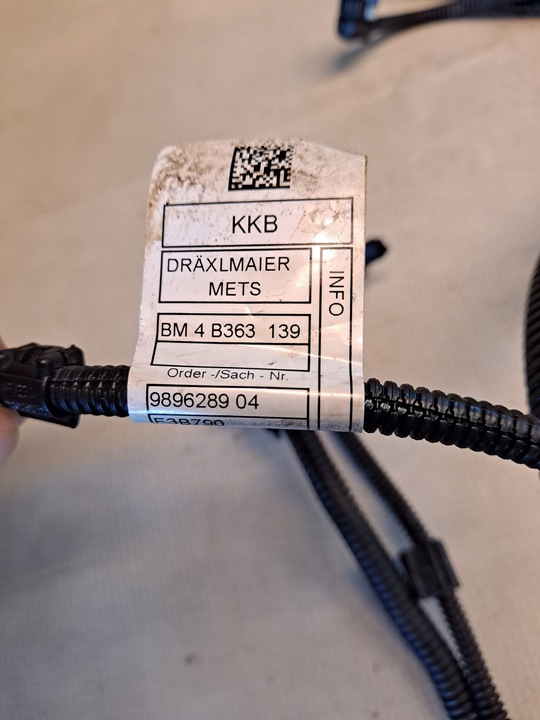 KKB
DRÄXLMAIER
METS
INFO
BM 4 B363 139
Order -/Sach - Nr.
9896289 04